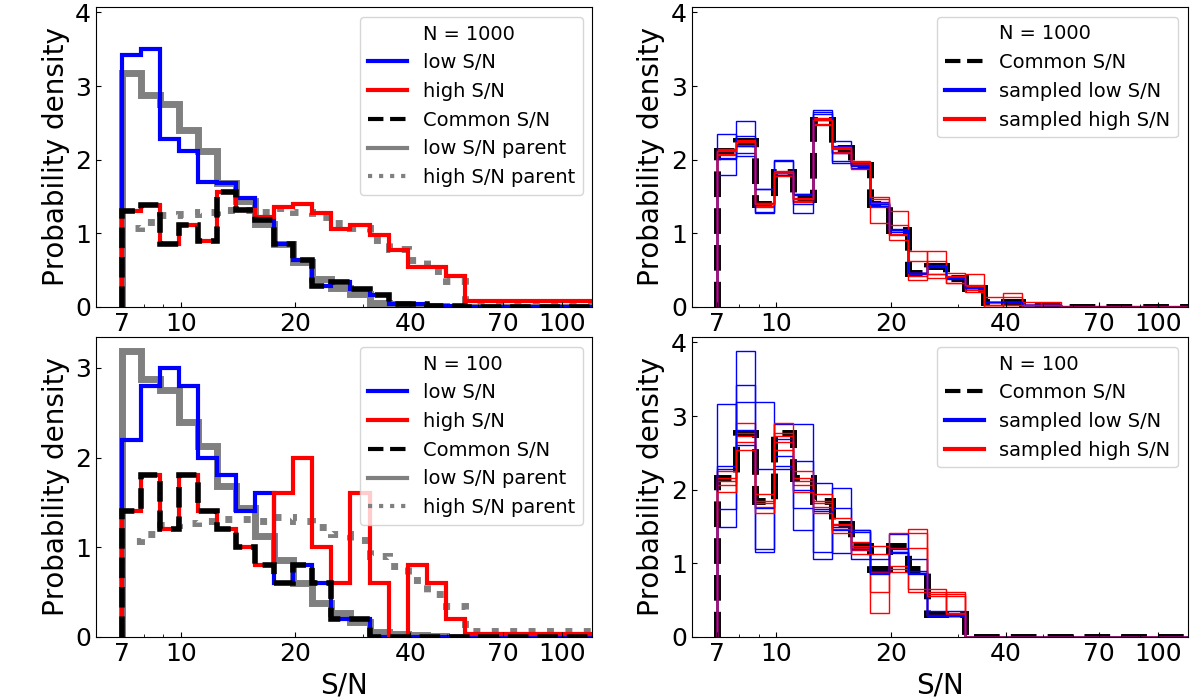 Probability density
4
3
2
1
0
N = 1000
low S/N
high S/N
Common S/N
low S/N parent
high S/N parent
7 10 20 40 70 100
Probability density
4
3
2
1
0
N = 1000
Common S/N
sampled low S/N
sampled high S/N
7 10 20 40 70 100
Probability density
3
2
1
0
N = 100
low S/N
high S/N
Common S/N
low S/N parent
high S/N parent
7 10 20 40 70 100
S/N
Probability density
4
3
2
1
0
N = 100
Common S/N
sampled low S/N
sampled high S/N
7 10 20 40 70 100
S/N